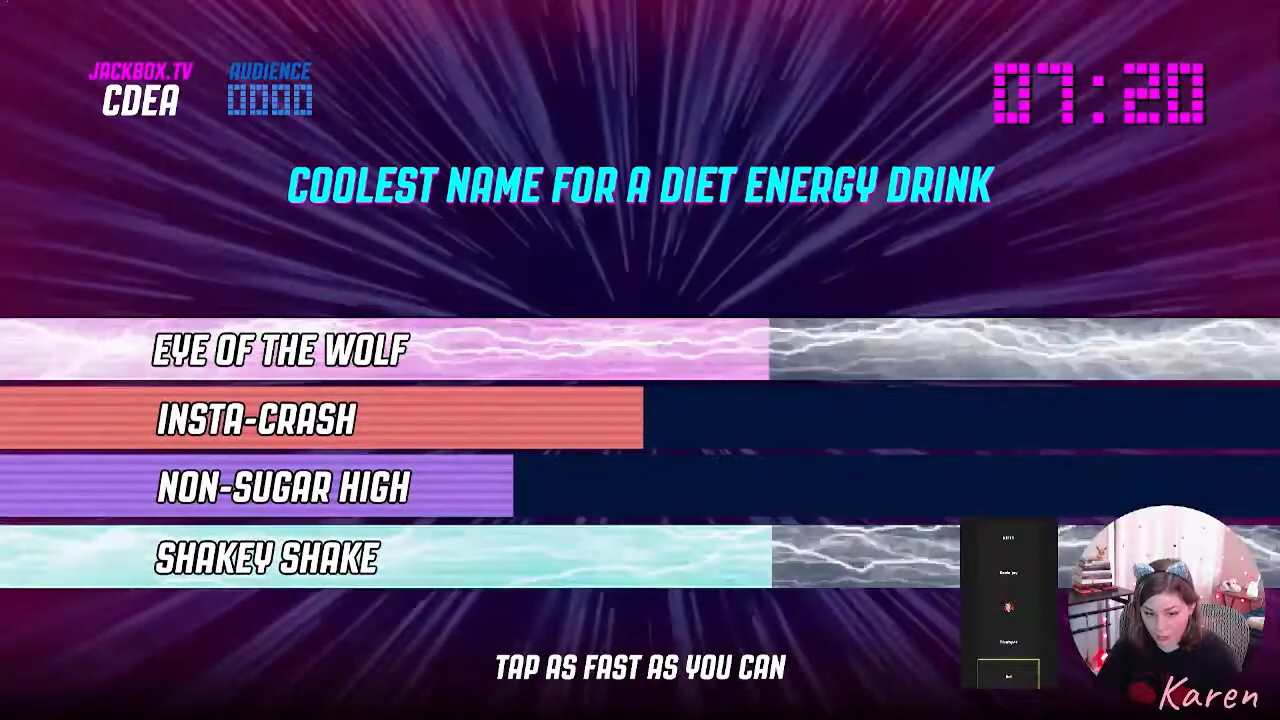 JACKBOX.TV
CDEA
AUDIENCE
0000
07:20
COOLEST NAME FOR A DIET ENERGY DRINK
EYE OF THE WOLF
INSTA-CRASH
NON-SUGAR HIGH
SHAKEY SHAKE
TAP AS FAST AS YOU CAN
Karen